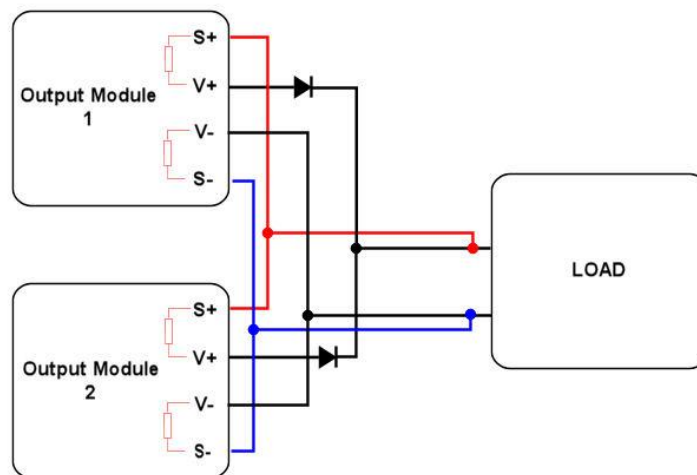 Output Module
1
S+
V+
V-
S-
Output Module
2
S+
V+
V-
S-
LOAD